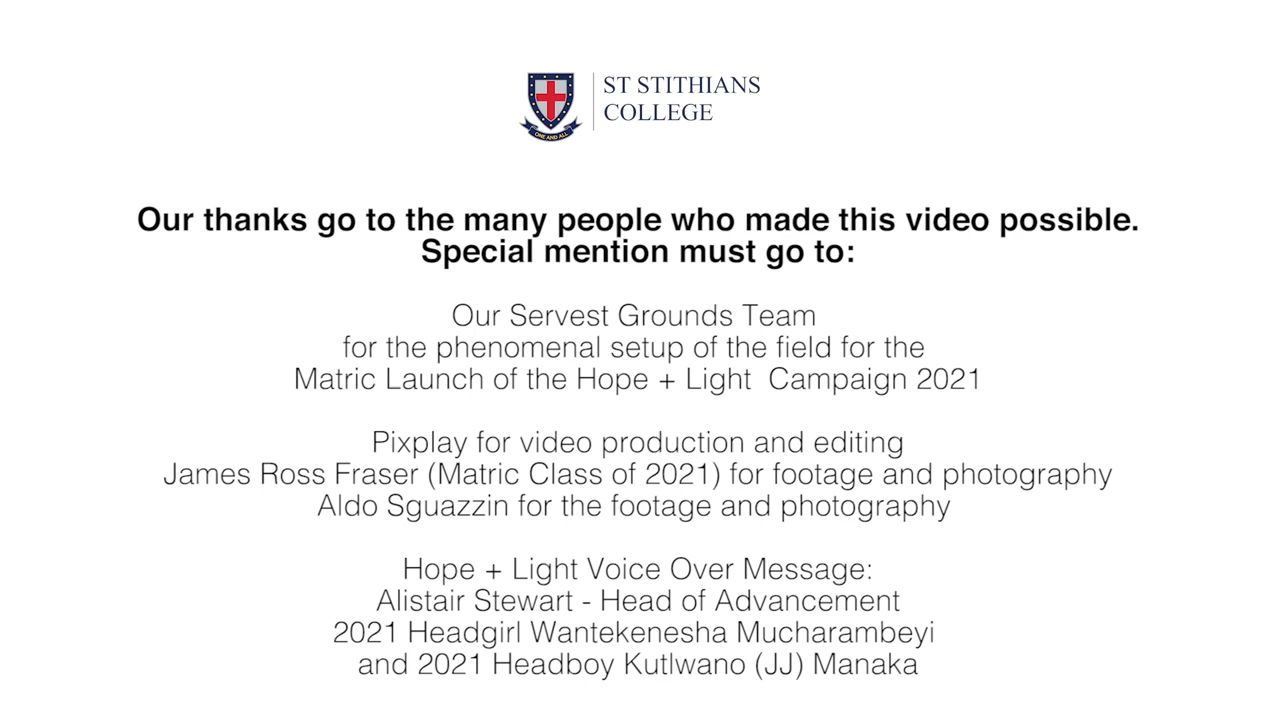 ST STITHIANS
COLLEGE
ONE AND ALL
Our thanks go to the many people who made this video possible.
Special mention must go to:
Our Servest Grounds Team
for the phenomenal setup of the field for the
Matric Launch of the Hope + Light  Campaign 2021
Pixplay for video production and editing
James Ross Fraser (Matric Class of 2021) for footage and photography
Aldo Sguazzin for the footage and photography
Hope + Light Voice Over Message:
Alistair Stewart - Head of Advancement
2021 Headgirl Wantekenesha Mucharambeyi
and 2021 Headboy Kutlwano (JJ) Manaka